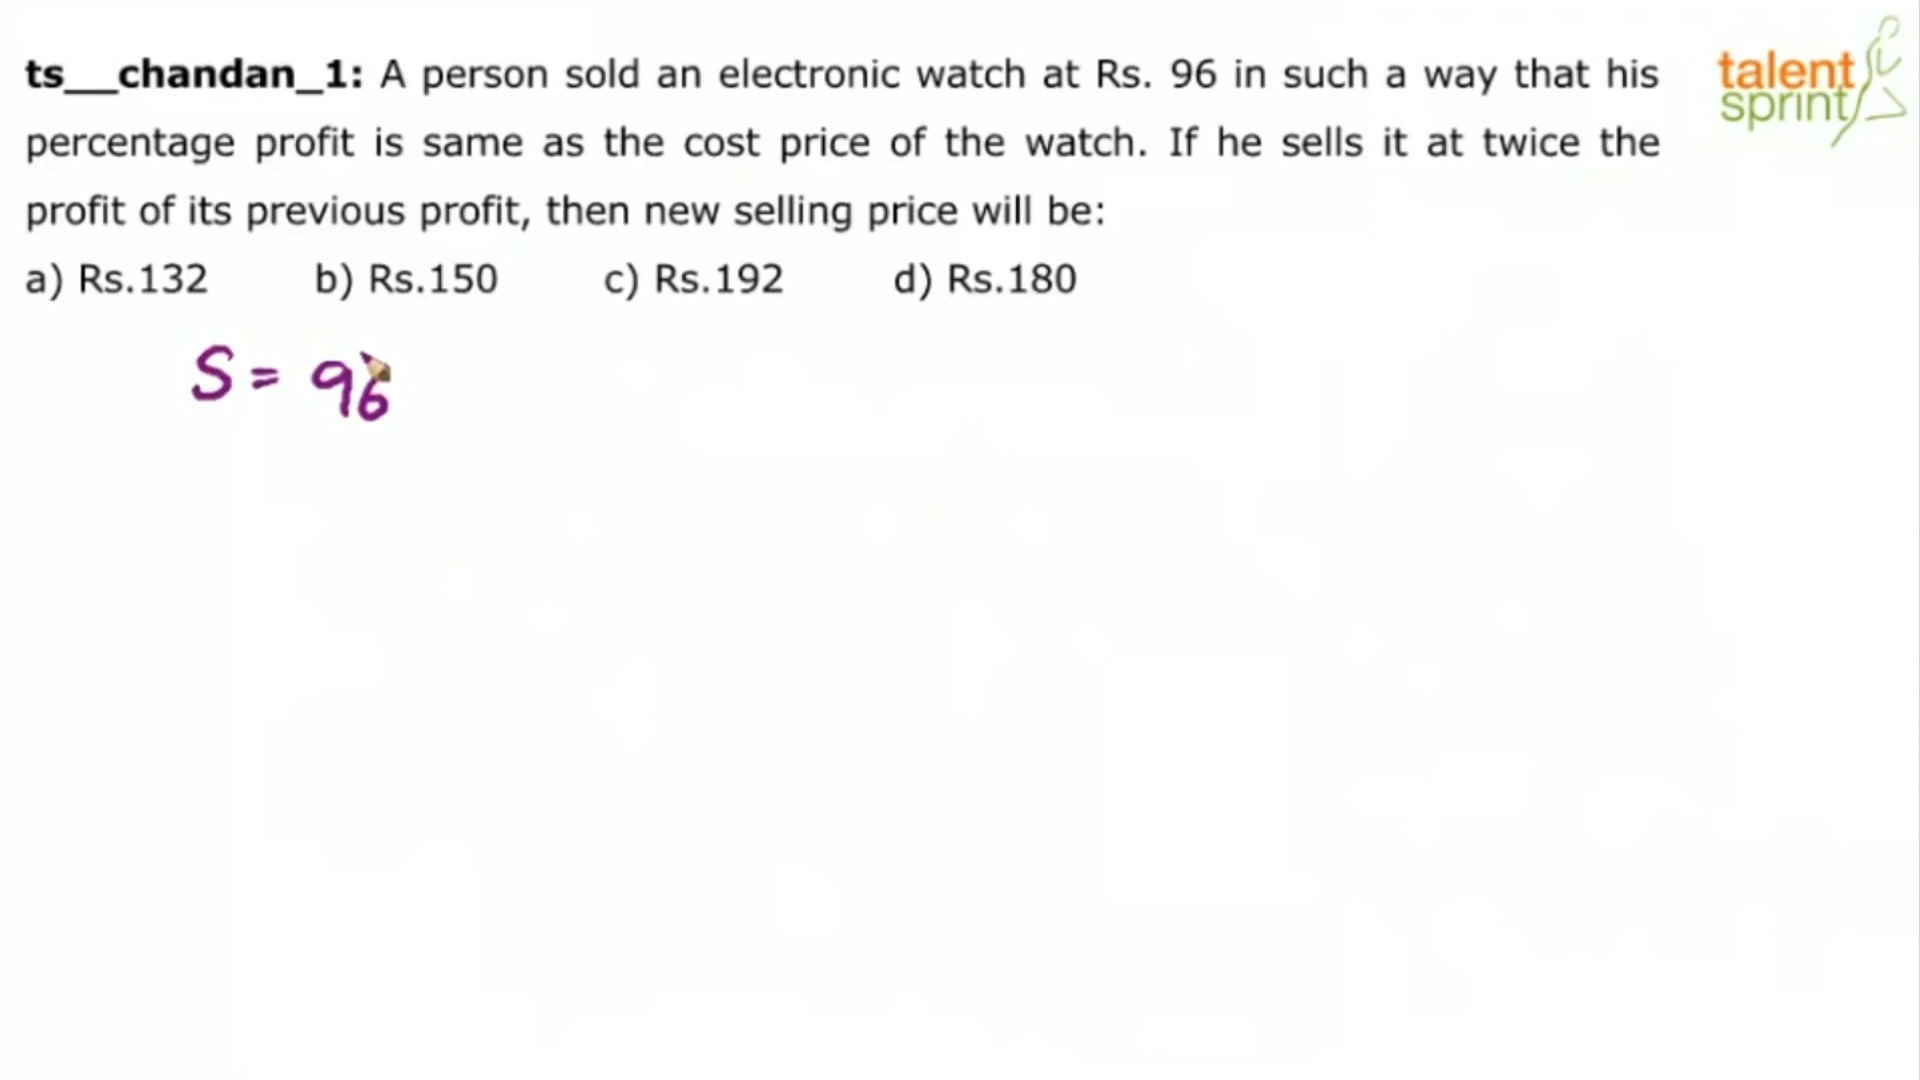 ts__chandan_1: A person sold an electronic watch at Rs. 96 in such a way that his
percentage profit is same as the cost price of the watch. If he sells it at twice the
profit of its previous profit, then new selling price will be:
a) Rs.132 b) Rs.150 c) Rs.192 d) Rs.180
talent
sprint
S = 96